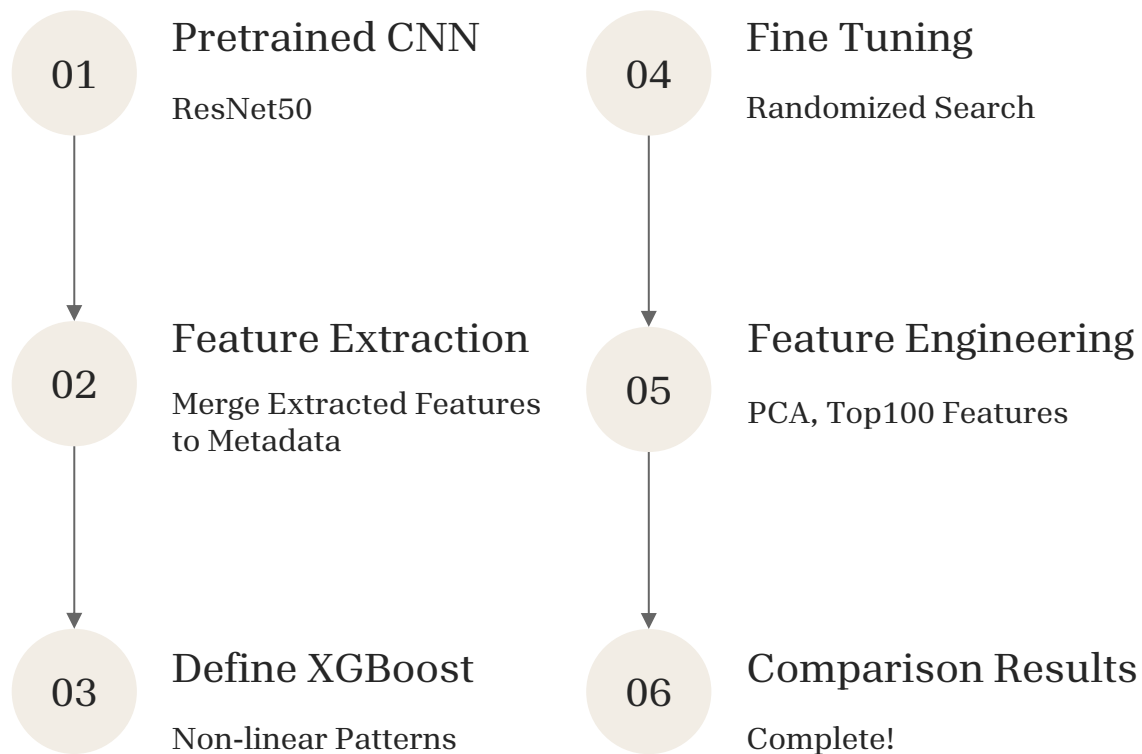 01
Pretrained CNN
ResNet50
02
Feature Extraction
Merge Extracted Features
to Metadata
03
Define XGBoost
Non-linear Patterns
04
Fine Tuning
Randomized Search
05
Feature Engineering
PCA, Top100 Features
06
Comparison Results
Complete!